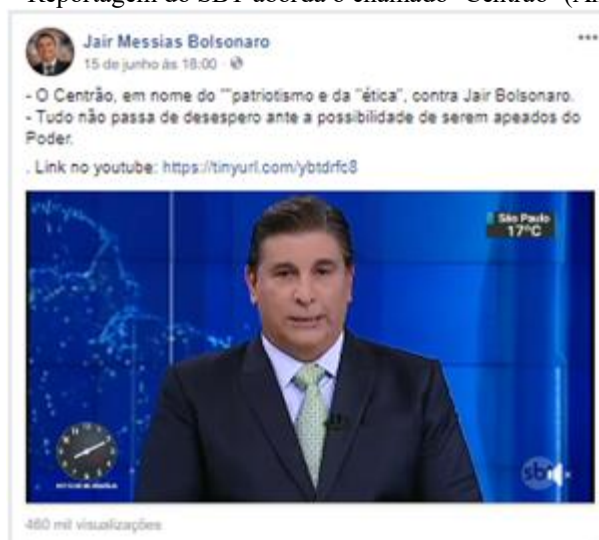 Reportagem do SBT aborda o chamado "Centrão"
Jair Messias Bolsonaro
15 de junho às 18:00
- O Centrão, em nome do ""patriotismo e da "ética", contra Jair Bolsonaro.
- Tudo não passa de desespero ante a possibilidade de serem apeados do
Poder.
. Link no youtube: https://tinyurl.com/ybtdrfc8
São Paulo
17°C
sbt
460 mil visualizações